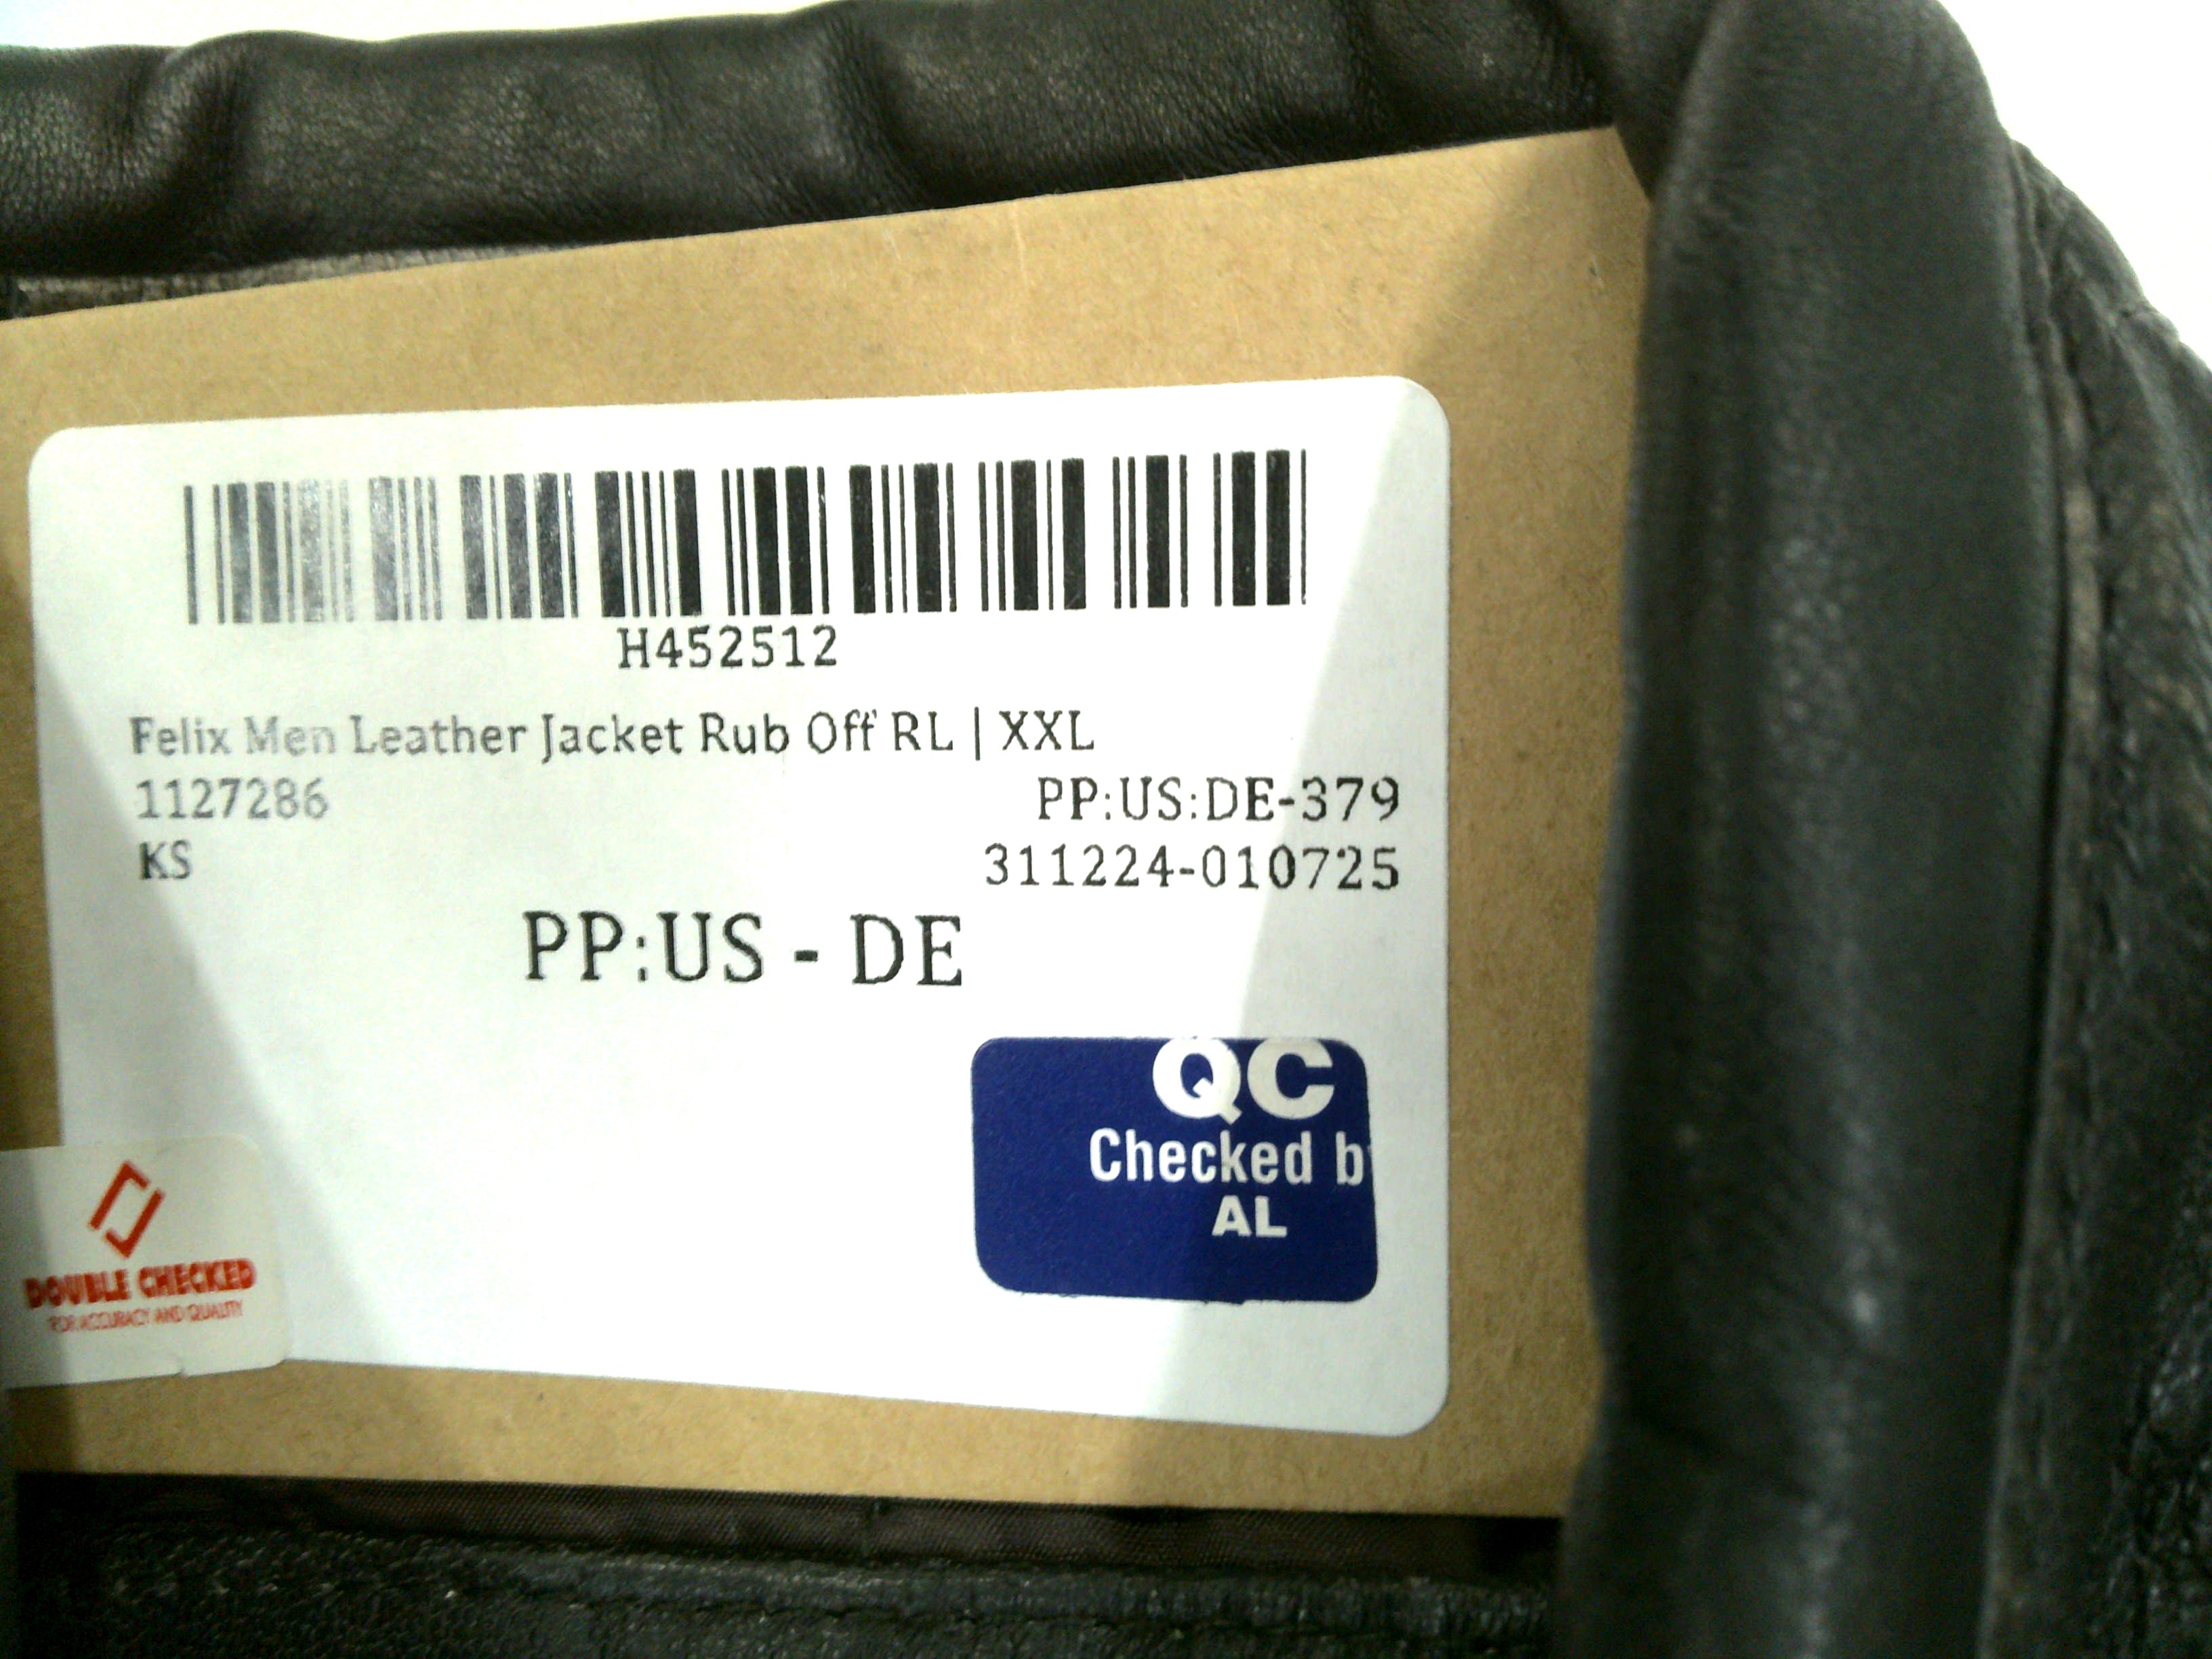 H452512
Felix Men Leather Jacket Rub Off RL | XXL
1127286 PP:US:DE-379
KS 311224-010725
PP:US - DE
QC
Checked b
AL
DOUBLE CHECKED
FOR ACCURACY AND QUALITY